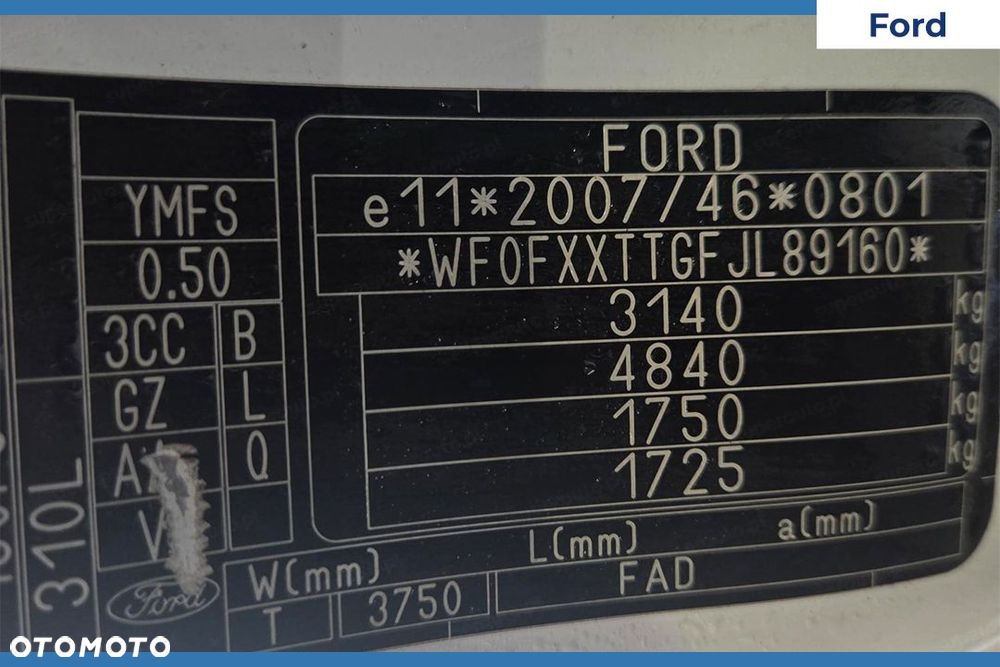 Ford
FORD
e11*2007/46*0801
*WF0FXXTTGFJL89160*
3140 kg
4840 kg
1750 kg
1725 kg
YMFS
0.50
3CC B
GZ L
Q
V
310L
Ford
W(mm) L(mm) a(mm)
T 3750 FAD
OTOMOTO